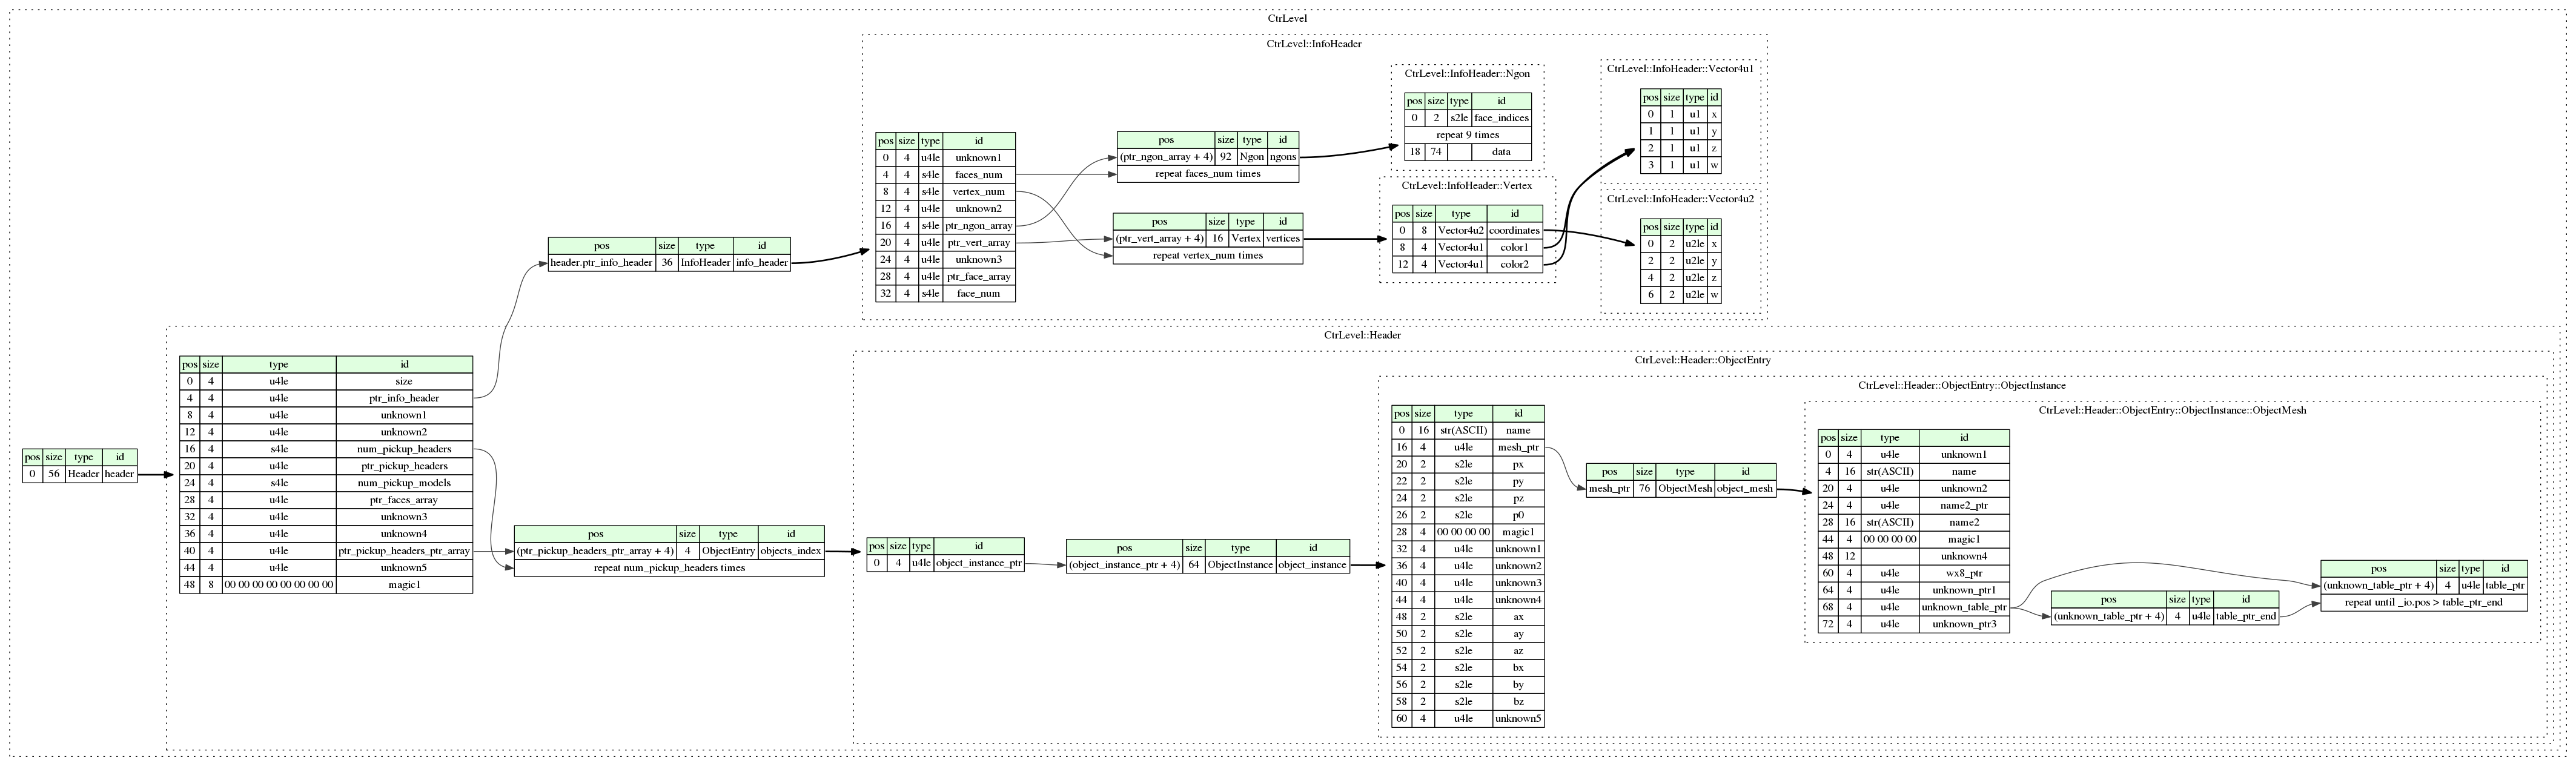 CtrLevel
CtrLevel::InfoHeader
CtrLevel::InfoHeader::Ngon
pos size type id
0 2 s2le face_indices
repeat 9 times
18 74 data
CtrLevel::InfoHeader::Vector4u1
pos size type id
0 1 u1 x
1 1 u1 y
2 1 u1 z
3 1 u1 w
pos size type id
0 4 u4le unknown1
4 4 s4le faces_num
8 4 s4le vertex_num
12 4 u4le unknown2
16 4 s4le ptr_ngon_array
20 4 u4le ptr_vert_array
24 4 u4le unknown3
28 4 u4le ptr_face_array
32 4 s4le face_num
pos size type id
(ptr_ngon_array + 4) 92 Ngon ngons
repeat faces_num times
CtrLevel::InfoHeader::Vertex
pos size type id
0 8 Vector4u2 coordinates
8 4 Vector4u1 color1
12 4 Vector4u1 color2
CtrLevel::InfoHeader::Vector4u2
pos size type id
0 2 u2le x
2 2 u2le y
4 2 u2le z
6 2 u2le w
pos size type id
(ptr_vert_array + 4) 16 Vertex vertices
repeat vertex_num times
pos size type id
header.ptr_info_header 36 InfoHeader info_header
CtrLevel::Header
pos size type id
0 4 u4le size
4 4 u4le ptr_info_header
8 4 u4le unknown1
12 4 u4le unknown2
16 4 s4le num_pickup_headers
20 4 u4le ptr_pickup_headers
24 4 s4le num_pickup_models
28 4 u4le ptr_faces_array
32 4 u4le unknown3
36 4 u4le unknown4
40 4 u4le ptr_pickup_headers_ptr_array
44 4 u4le unknown5
48 8 00 00 00 00 00 00 00 00 magic1
pos size type id
0 56 Header header
pos size type id
(ptr_pickup_headers_ptr_array + 4) 4 ObjectEntry objects_index
repeat num_pickup_headers times
CtrLevel::Header::ObjectEntry
pos size type id
0 4 u4le object_instance_ptr
pos size type id
(object_instance_ptr + 4) 64 ObjectInstance object_instance
CtrLevel::Header::ObjectEntry::ObjectInstance
pos size type id
0 16 str(ASCII) name
16 4 u4le mesh_ptr
20 2 s2le px
22 2 s2le py
24 2 s2le pz
26 2 s2le p0
28 4 00 00 00 00 magic1
32 4 u4le unknown1
36 4 u4le unknown2
40 4 u4le unknown3
44 4 u4le unknown4
48 2 s2le ax
50 2 s2le ay
52 2 s2le az
54 2 s2le bx
56 2 s2le by
58 2 s2le bz
60 4 u4le unknown5
pos size type id
mesh_ptr 76 ObjectMesh object_mesh
CtrLevel::Header::ObjectEntry::ObjectInstance::ObjectMesh
pos size type id
0 4 u4le unknown1
4 16 str(ASCII) name
20 4 u4le unknown2
24 4 u4le name2_ptr
28 16 str(ASCII) name2
44 4 00 00 00 00 magic1
48 12 unknown4
60 4 u4le wx8_ptr
64 4 u4le unknown_ptr1
68 4 u4le unknown_table_ptr
72 4 u4le unknown_ptr3
pos size type id
(unknown_table_ptr + 4) 4 u4le table_ptr_end
pos size type id
(unknown_table_ptr + 4) 4 u4le table_ptr
repeat until _io.pos > table_ptr_end